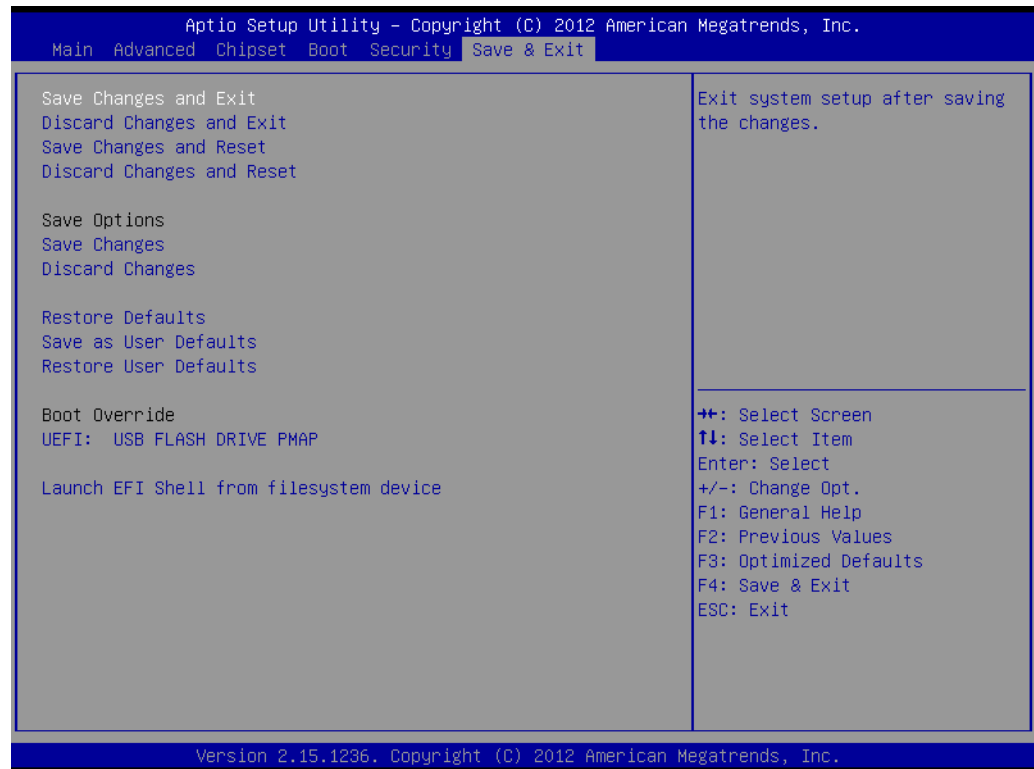 Aptio Setup Utility – Copyright (C) 2012 American Megatrends, Inc.
Main Advanced Chipset Boot Security Save & Exit
Save Changes and Exit
Discard Changes and Exit
Save Changes and Reset
Discard Changes and Reset
Save Options
Save Changes
Discard Changes
Restore Defaults
Save as User Defaults
Restore User Defaults
Boot Override
UEFI: USB FLASH DRIVE PMAP
Launch EFI Shell from filesystem device
Exit system setup after saving
the changes.
→←: Select Screen
↑↓: Select Item
Enter: Select
+/-: Change Opt.
F1: General Help
F2: Previous Values
F3: Optimized Defaults
F4: Save & Exit
ESC: Exit
Version 2.15.1236. Copyright (C) 2012 American Megatrends, Inc.